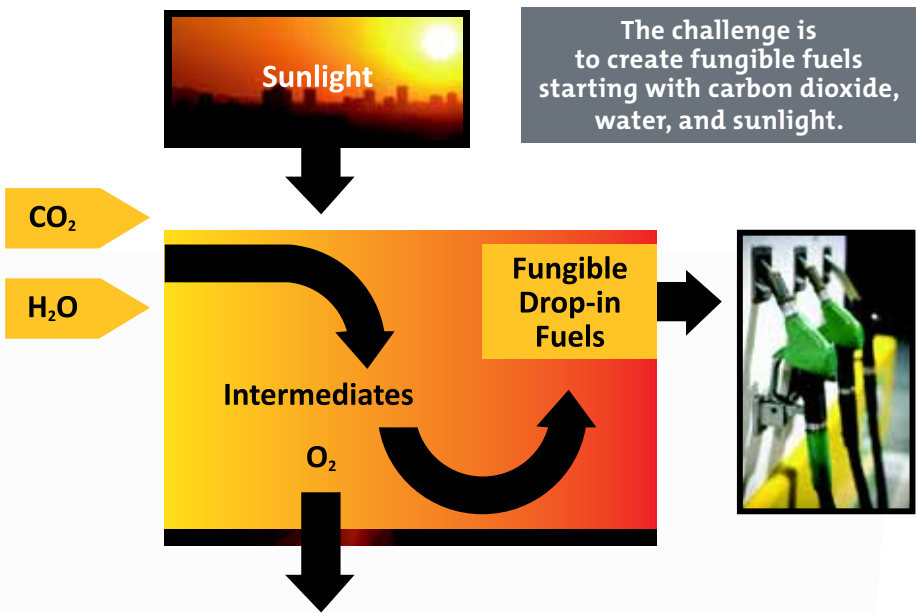 Sunlight
The challenge is
to create fungible fuels
starting with carbon dioxide,
water, and sunlight.
CO₂
H₂O
Fungible
Drop-in
Fuels
Intermediates
O₂